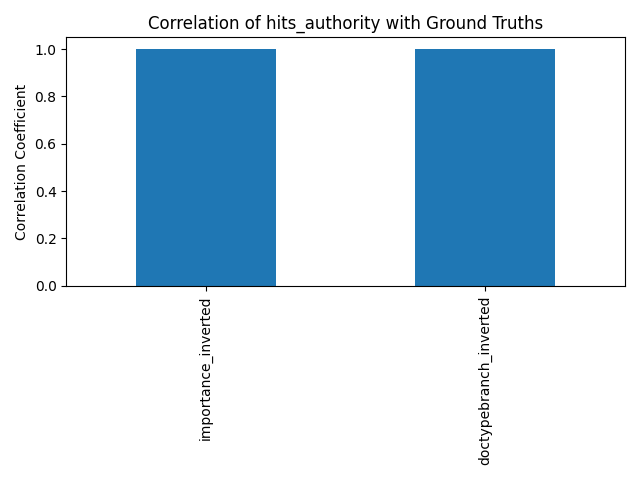 Correlation of hits_authority with Ground Truths
Correlation Coefficient
1.0
0.8
0.6
0.4
0.2
0.0
importance_inverted
doctypebranch_inverted